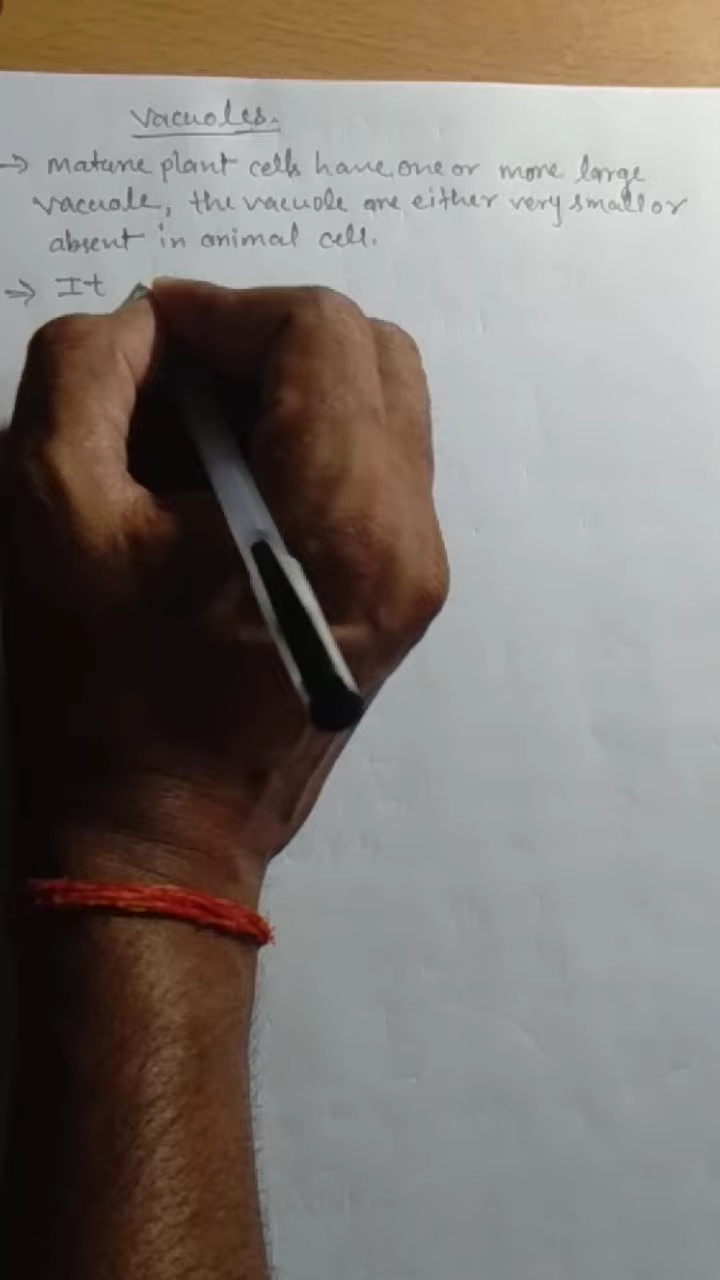 Vacuoles.
→ mature plant cells have one or more large
vacuole, the vacuole are either very small or
absent in animal cell.
→ It